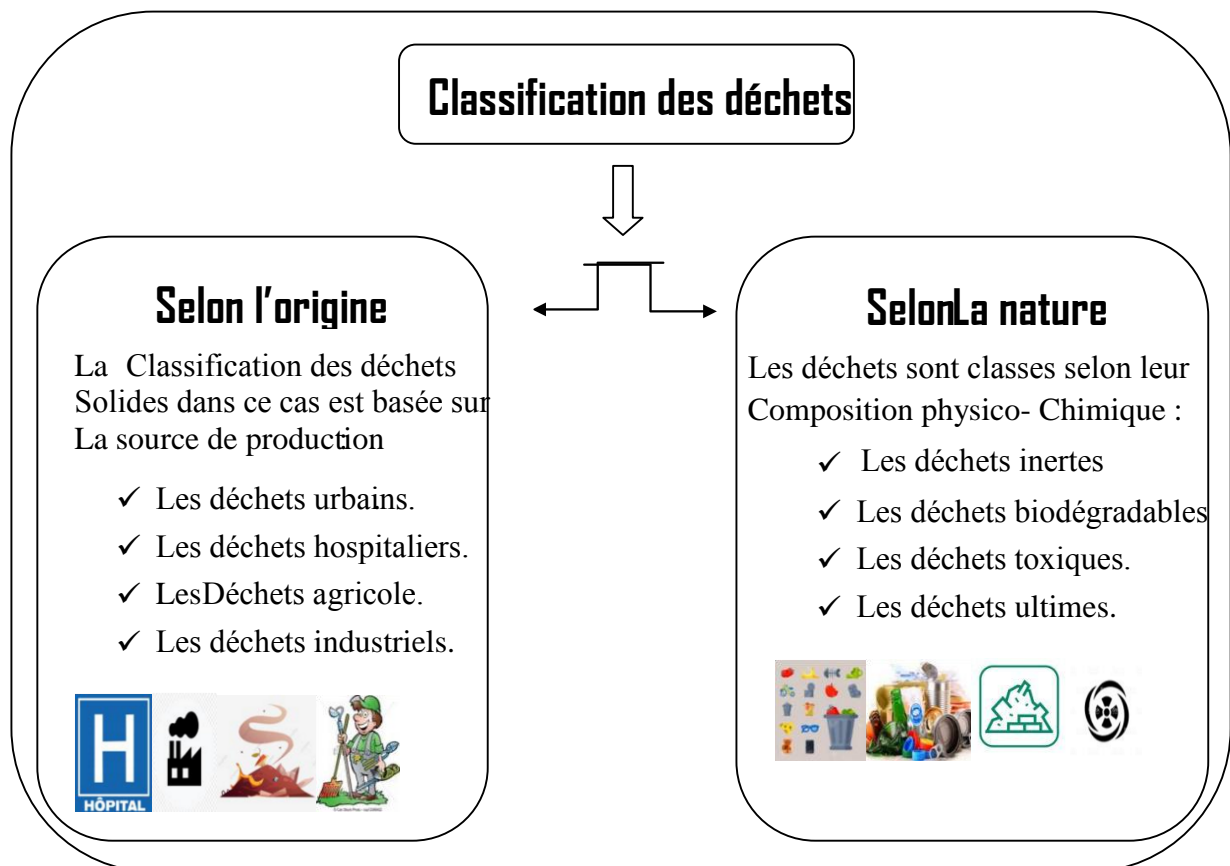 Classification des déchets
Selon l'origine
La Classification des déchets
Solides dans ce cas est basée sur
La source de production
✓ Les déchets urbains.
✓ Les déchets hospitaliers.
✓ LesDéchets agricole.
✓ Les déchets industriels.
H
HÔPITAL
SelonLa nature
Les déchets sont classes selon leur
Composition physico- Chimique :
✓ Les déchets inertes
✓ Les déchets biodégradables
✓ Les déchets toxiques.
✓ Les déchets ultimes.